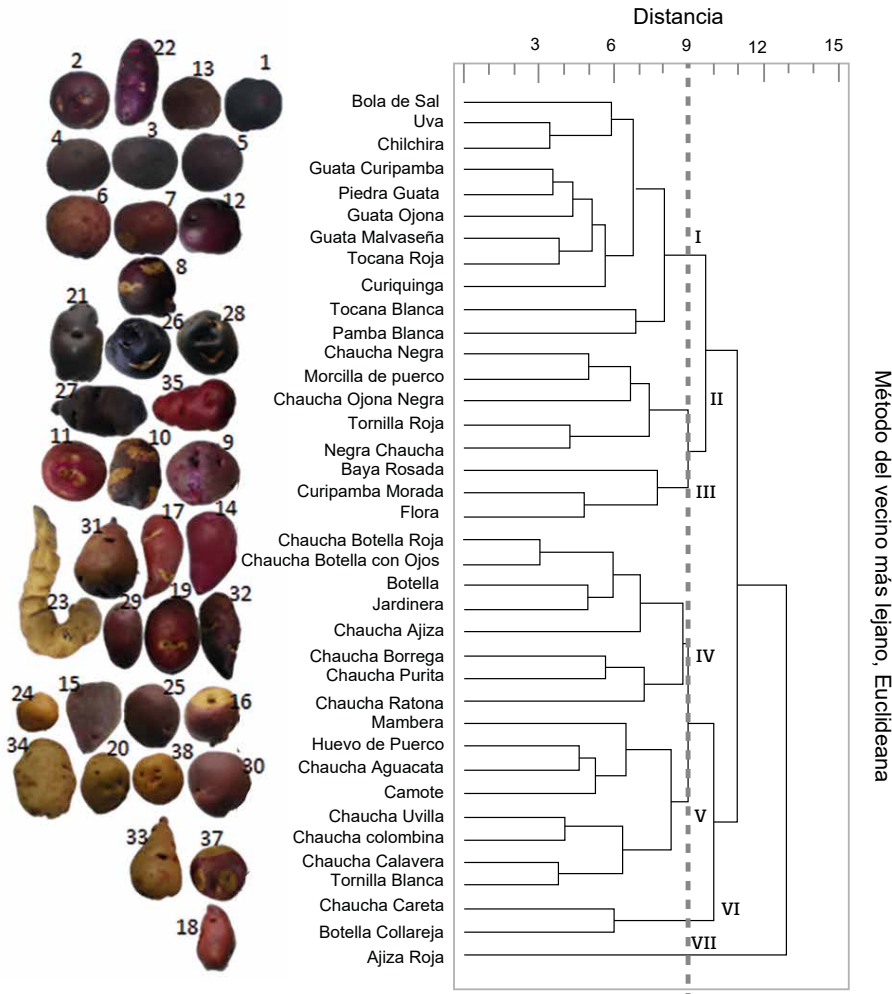 Distancia
3 6 9 12 15
2 22 13 1
4 3 5
6 7 12
8
21 26 28
27 35
11 10 9
31 17 14
23 29 19 32
24 15 25 16
34 20 38 30
33 37
18
Bola de Sal
Uva
Chilchira
Guata Curipamba
Piedra Guata
Guata Ojona
Guata Malvaseña
Tocana Roja
Curiquinga
Tocana Blanca
Pamba Blanca
Chaucha Negra
Morcilla de puerco
Chaucha Ojona Negra
Tornilla Roja
Negra Chaucha
Baya Rosada
Curipamba Morada
Flora
Chaucha Botella Roja
Chaucha Botella con Ojos
Botella
Jardinera
Chaucha Ajiza
Chaucha Borrega
Chaucha Purita
Chaucha Ratona
Mambera
Huevo de Puerco
Chaucha Aguacata
Camote
Chaucha Uvilla
Chaucha colombina
Chaucha Calavera
Tornilla Blanca
Chaucha Careta
Botella Collareja
Ajiza Roja
I
II
III
IV
V
VI
VII
Método del vecino más lejano, Euclideana